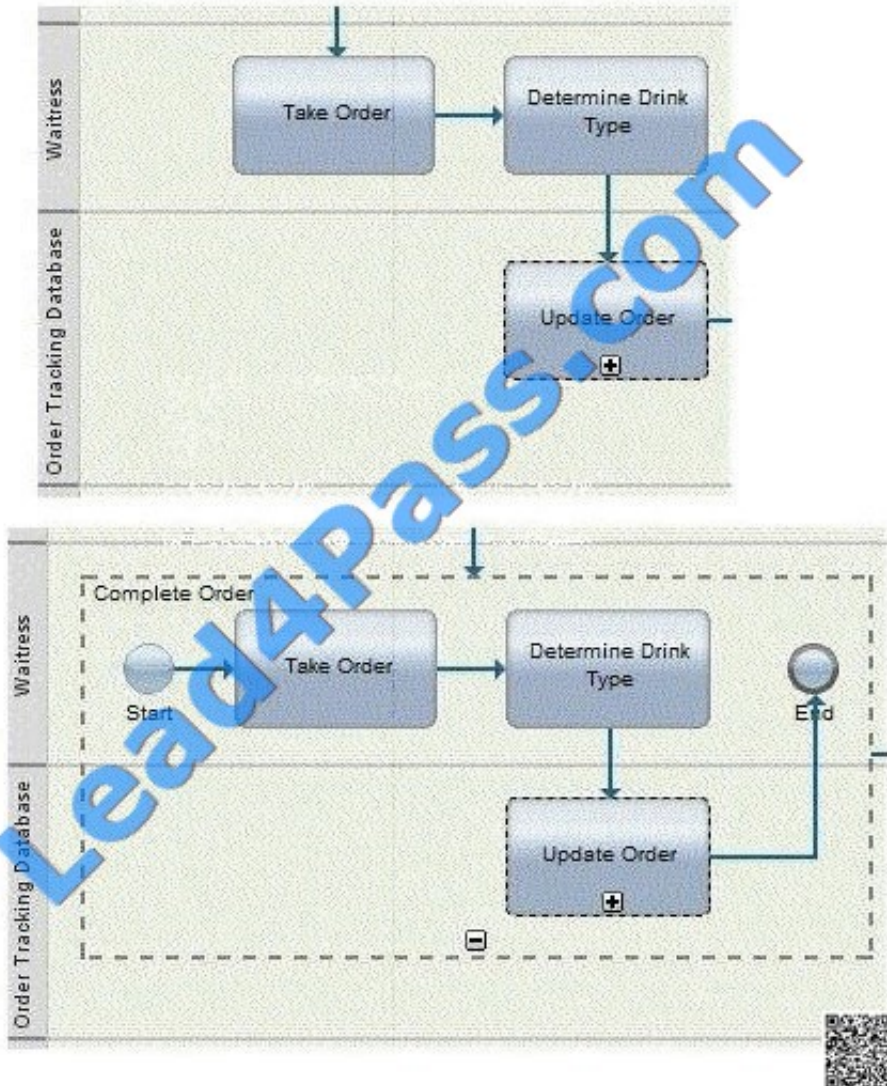 Waitress
Take Order
Determine Drink
Type
Order Tracking Database
Update Order
Complete Order
Waitress
Start
Take Order
Determine Drink
Type
End
Order Tracking Database
Update Order
Lead4Pass.com